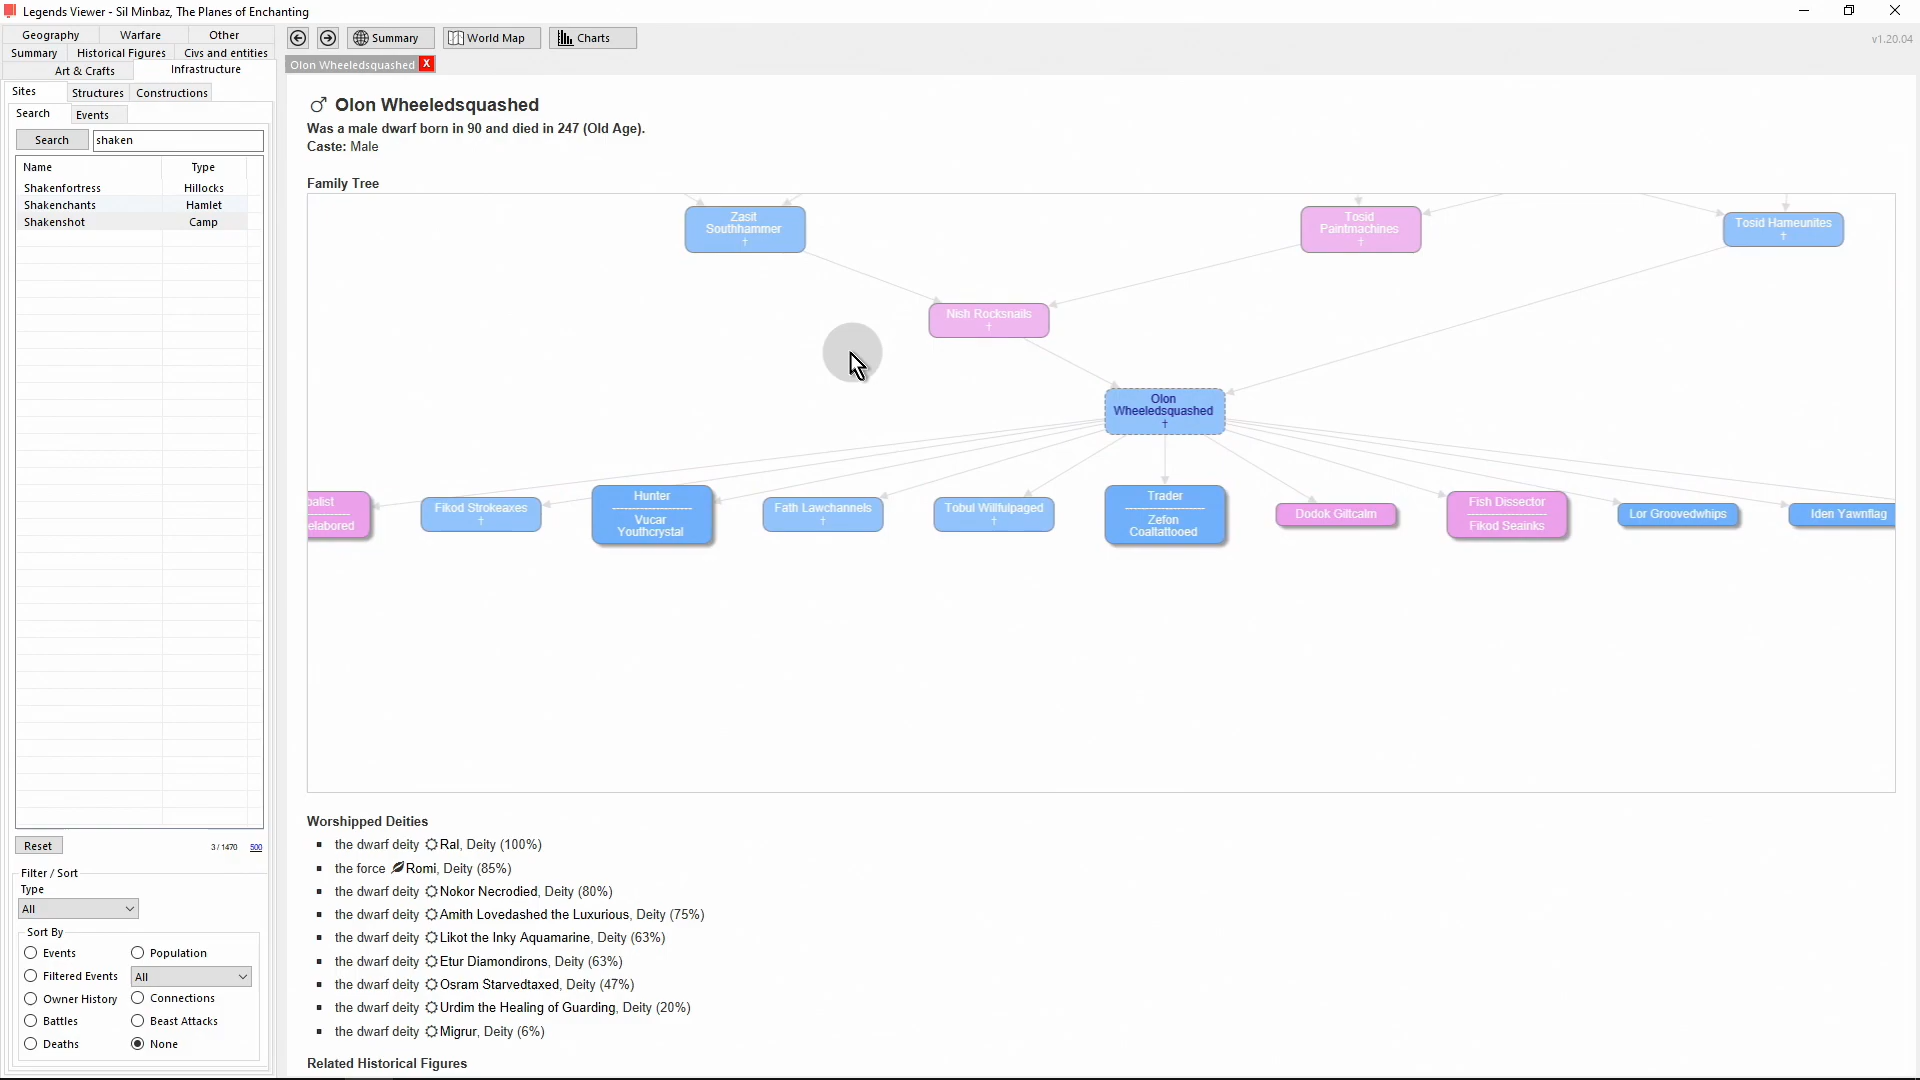 Legends Viewer - Sil Minbaz, The Planes of Enchanting
Geography Warfare Other
Summary Historical Figures Civs and entities
Art & Crafts Infrastructure
Sites Structures Constructions
Search Events
Search shaken
Name Type
Shakenfortress Hillocks
Shakenchants Hamlet
Shakenshot Camp
Reset 3/1470 500
Filter / Sort
Type
All
Sort By
Events Population
Filtered Events All
Owner History Connections
Battles Beast Attacks
Deaths None
Summary World Map Charts
v1.20.04
Olon Wheeledsquashed X
♂ Olon Wheeledsquashed
Was a male dwarf born in 90 and died in 247 (Old Age).
Caste: Male
Family Tree
Zasit
Southhammer
†
Tosid
Paintmachines
†
Tosid Hameunites
†
Nish Rocksnails
†
Olon
Wheeledsquashed
†
balist
--------------------
elabored
Fikod Strokeaxes
†
Hunter
--------------------
Vucar
Youthcrystal
Fath Lawchannels
†
Tobul Willfulpaged
†
Trader
--------------------
Zefon
Coaltattooed
Dodok Giltcalm
Fish Dissector
--------------------
Fikod Seainks
Lor Groovedwhips
Iden Yawnflag
Worshipped Deities
▪ the dwarf deity Ral, Deity (100%)
▪ the force Romi, Deity (85%)
▪ the dwarf deity Nokor Necrodied, Deity (80%)
▪ the dwarf deity Amith Lovedashed the Luxurious, Deity (75%)
▪ the dwarf deity Likot the Inky Aquamarine, Deity (63%)
▪ the dwarf deity Etur Diamondirons, Deity (63%)
▪ the dwarf deity Osram Starvedtaxed, Deity (47%)
▪ the dwarf deity Urdim the Healing of Guarding, Deity (20%)
▪ the dwarf deity Migrur, Deity (6%)
Related Historical Figures